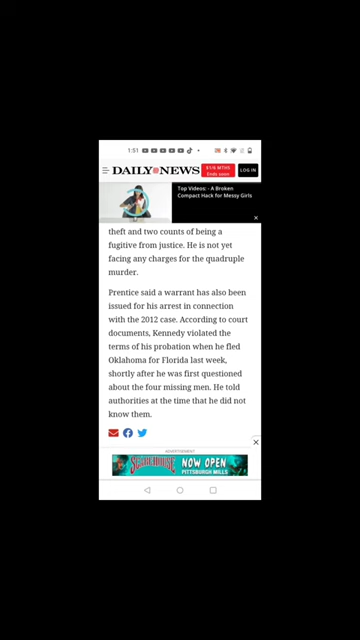 1:51
DAILY NEWS
$1/6 MTHS
Ends soon
LOG IN
Top Videos: - A Broken
Compact Hack for Messy Girls
theft and two counts of being a
fugitive from justice. He is not yet
facing any charges for the quadruple
murder.
Prentice said a warrant has also been
issued for his arrest in connection
with the 2012 case. According to court
documents, Kennedy violated the
terms of his probation when he fled
Oklahoma for Florida last week,
shortly after he was first questioned
about the four missing men. He told
authorities at the time that he did not
know them.
ADVERTISEMENT
SCAREHOUSE
NOW OPEN
PITTSBURGH MILLS